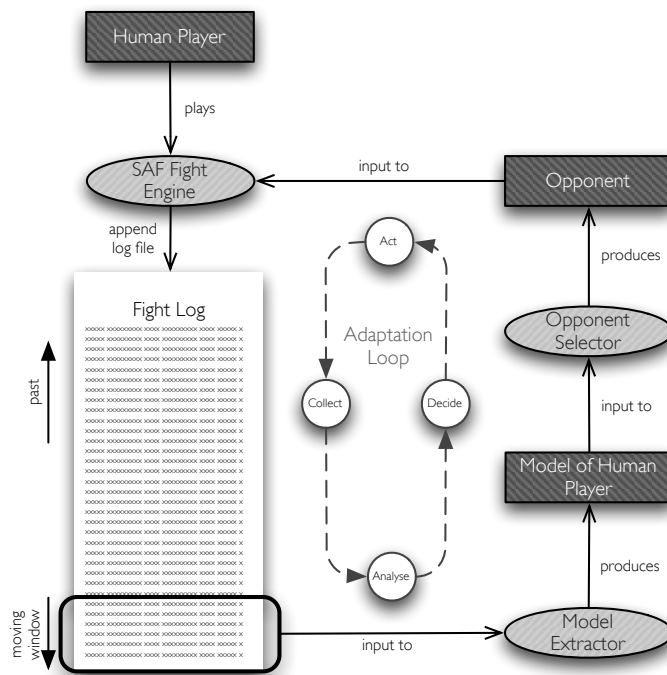 Human Player
plays
SAF Fight
Engine
input to
Opponent
append
log file
Act
produces
Fight Log
Opponent
Selector
Adaptation
Loop
past
Collect
Decide
input to
Model of Human
Player
Analyse
produces
moving
window
input to
Model
Extractor